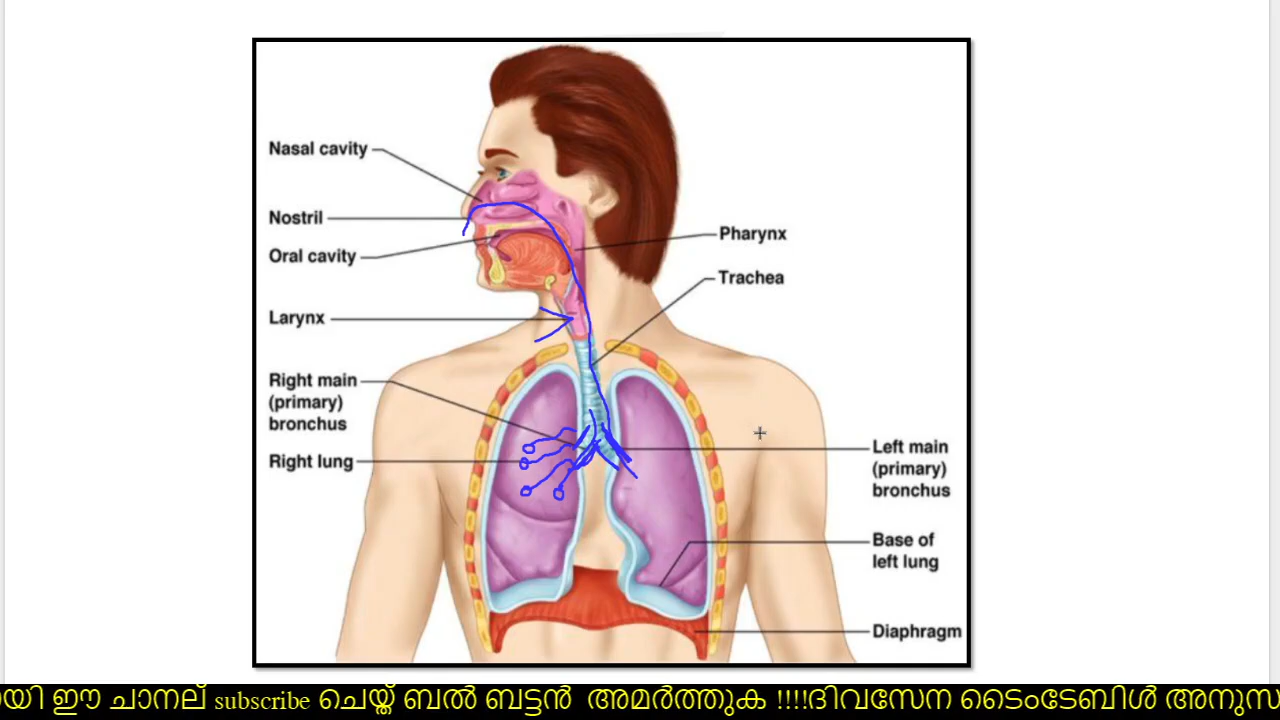 Nasal cavity
Nostril
Oral cavity
Larynx
Right main
(primary)
bronchus
Right lung
Pharynx
Trachea
Left main
(primary)
bronchus
Base of
left lung
Diaphragm
ഈ ചാനല് subscribe ചെയ്ത് ബൽ ബട്ടൻ അമർത്തുക !!!!ദിവസേന ടൈംടേബിൾ